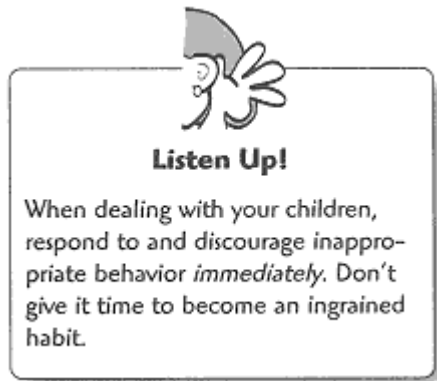 Listen Up!
When dealing with your children,
respond to and discourage inappro-
priate behavior immediately. Don't
give it time to become an ingrained
habit.